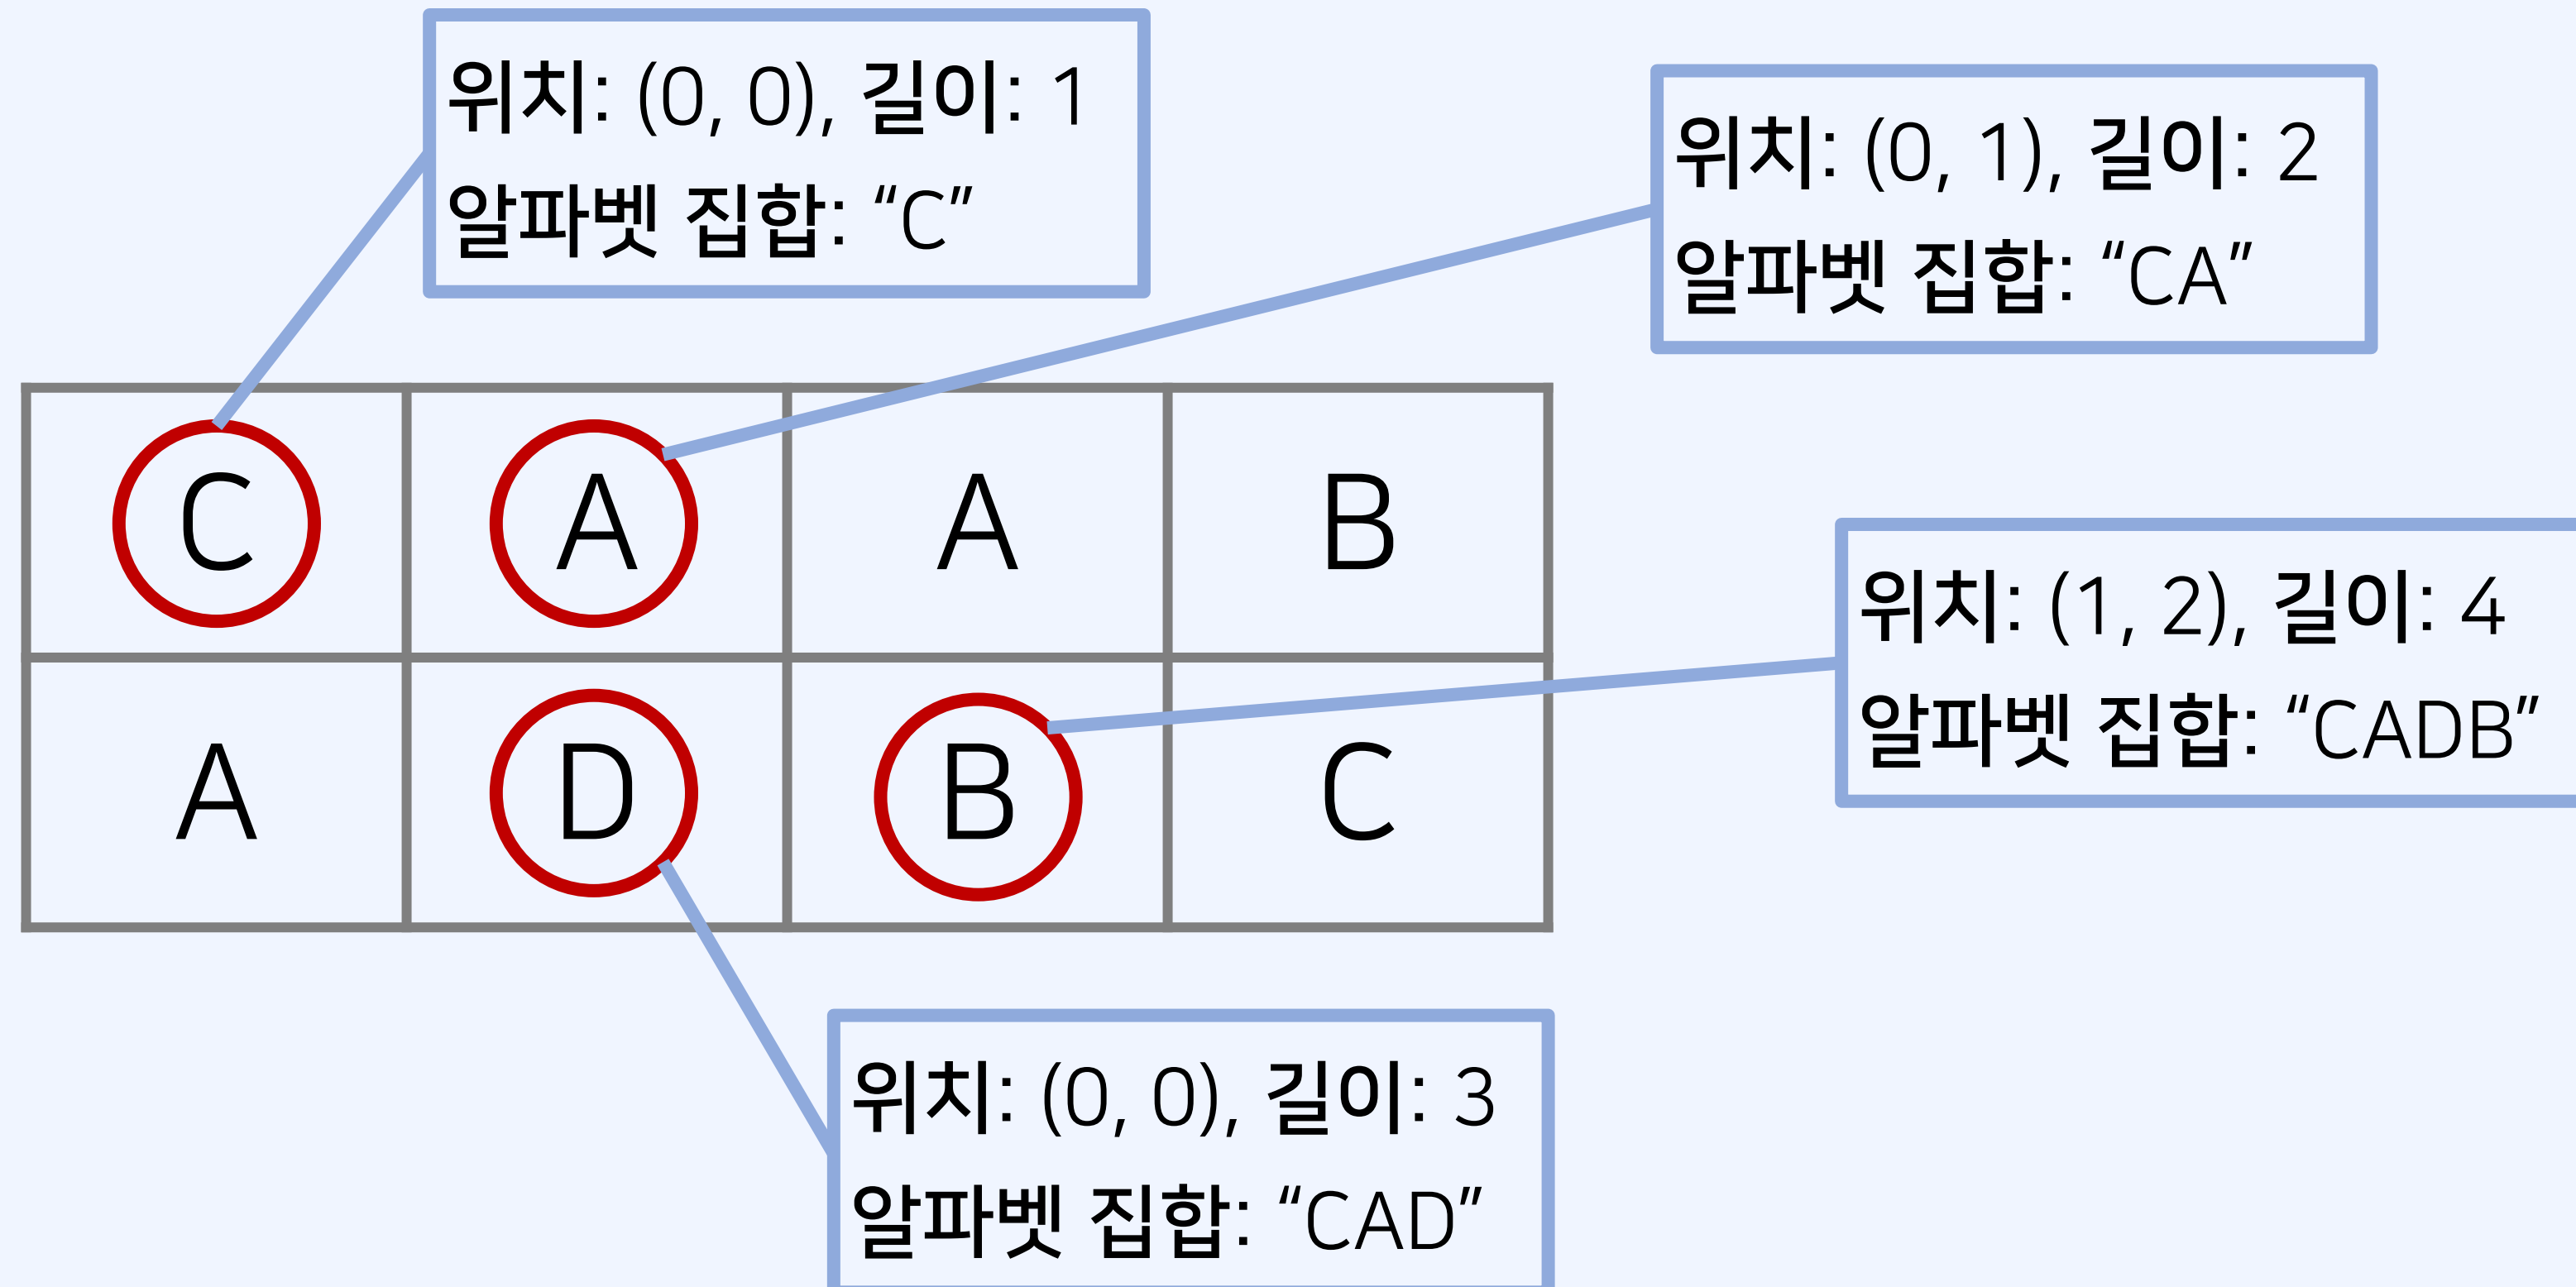 위치: (0, 0), 길이: 1
알파벳 집합: “C”
위치: (0, 1), 길이: 2
알파벳 집합: “CA”
C A A B
위치: (1, 2), 길이: 4
알파벳 집합: “CADB”
A D B C
위치: (0, 0), 길이: 3
알파벳 집합: “CAD”